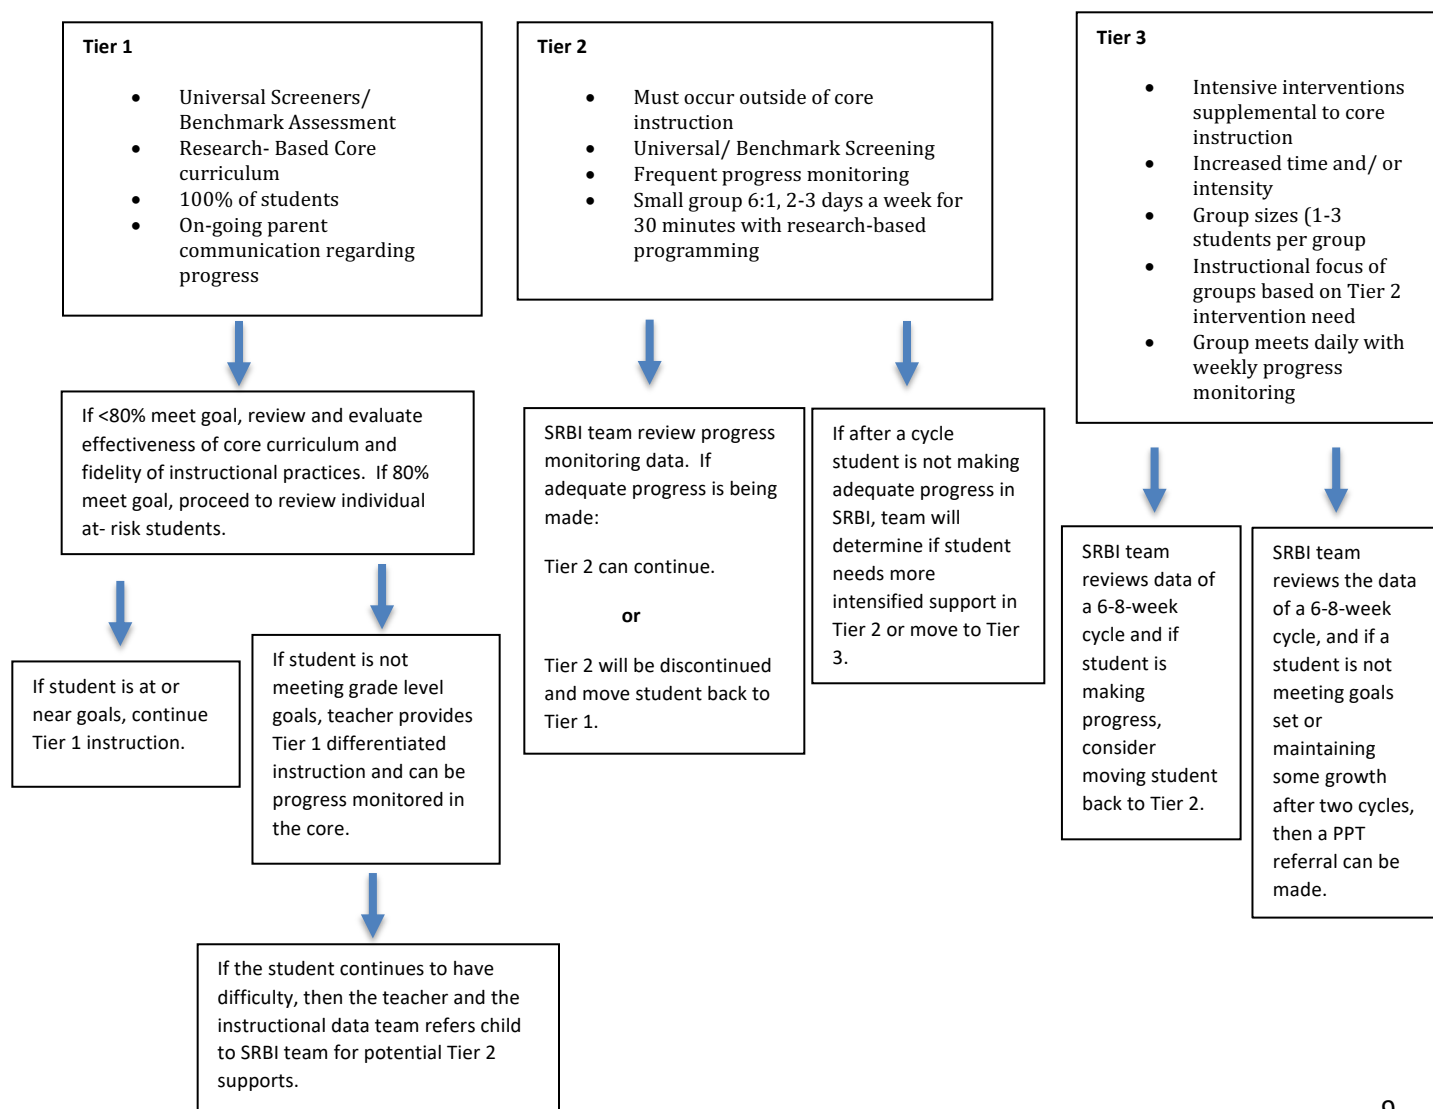 Tier 1
• Universal Screeners/
Benchmark Assessment
• Research- Based Core
curriculum
• 100% of students
• On-going parent
communication regarding
progress
Tier 2
• Must occur outside of core
instruction
• Universal/ Benchmark Screening
• Frequent progress monitoring
• Small group 6:1, 2-3 days a week for
30 minutes with research-based
programming
Tier 3
• Intensive interventions
supplemental to core
instruction
• Increased time and/ or
intensity
• Group sizes (1-3
students per group
• Instructional focus of
groups based on Tier 2
intervention need
• Group meets daily with
weekly progress
monitoring
If <80% meet goal, review and evaluate
effectiveness of core curriculum and
fidelity of instructional practices.  If 80%
meet goal, proceed to review individual
at- risk students.
If student is at or
near goals, continue
Tier 1 instruction.
If student is not
meeting grade level
goals, teacher provides
Tier 1 differentiated
instruction and can be
progress monitored in
the core.
If the student continues to have
difficulty, then the teacher and the
instructional data team refers child
to SRBI team for potential Tier 2
supports.
SRBI team review progress
monitoring data.  If
adequate progress is being
made:
Tier 2 can continue.
or
Tier 2 will be discontinued
and move student back to
Tier 1.
If after a cycle
student is not making
adequate progress in
SRBI, team will
determine if student
needs more
intensified support in
Tier 2 or move to Tier
3.
SRBI team
reviews data of
a 6-8-week
cycle and if
student is
making
progress,
consider
moving student
back to Tier 2.
SRBI team
reviews the data
of a 6-8-week
cycle, and if a
student is not
meeting goals
set or
maintaining
some growth
after two cycles,
then a PPT
referral can be
made.